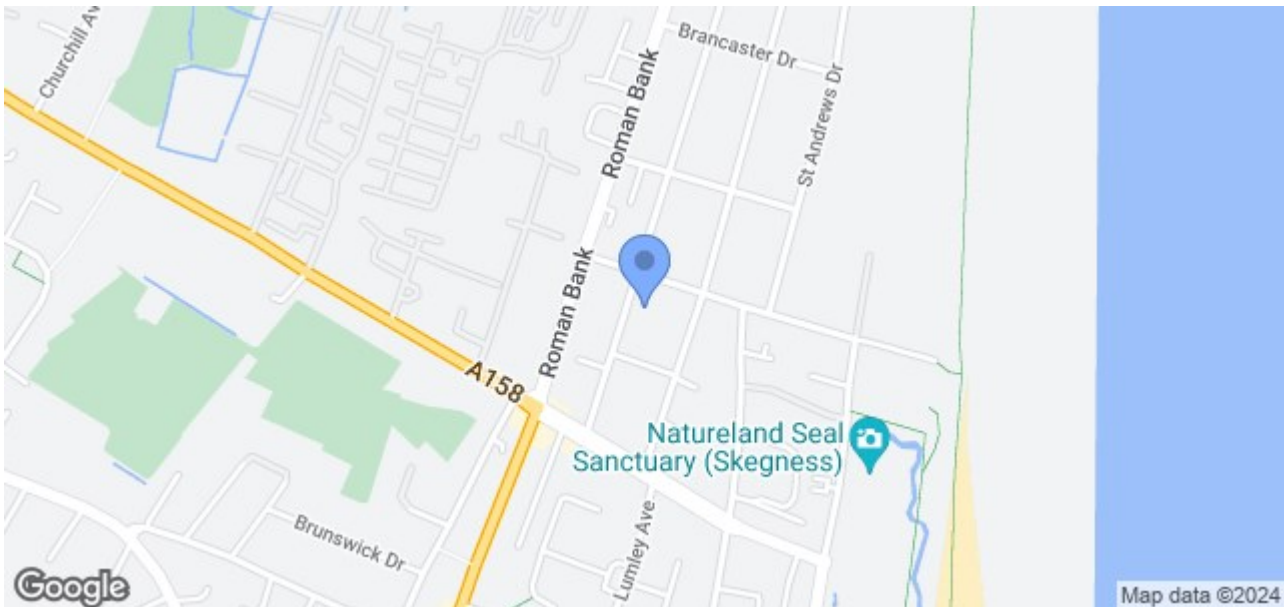 Churchill Av
Brancaster Dr
Roman Bank
St Andrews Dr
Roman Bank
A158
Natureland Seal
Sanctuary (Skegness)
Lumley Ave
Brunswick Dr
Google
Map data ©2024